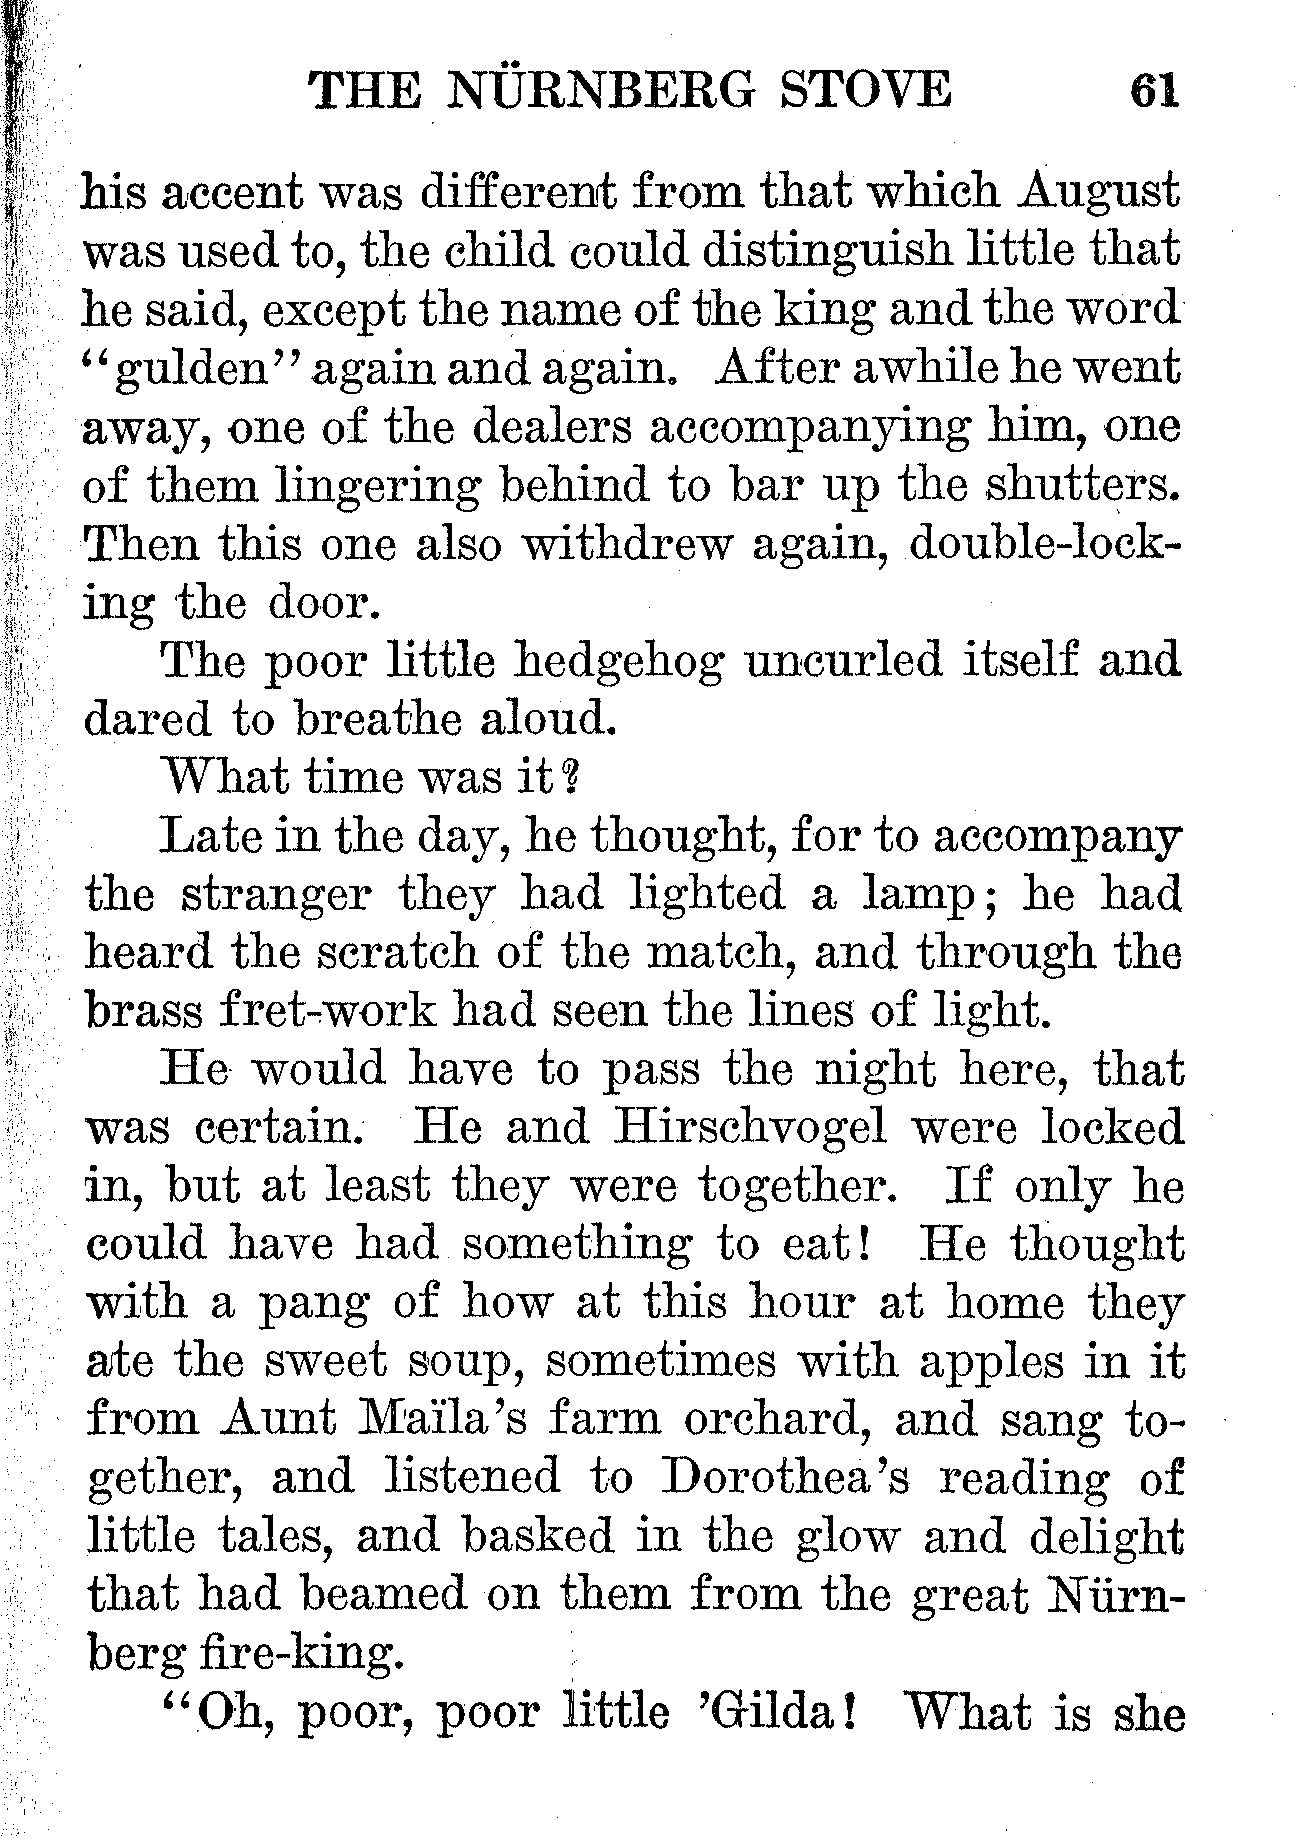 THE NÜRNBERG STOVE 61
his accent was different from that which August
was used to, the child could distinguish little that
he said, except the name of the king and the word
“gulden” again and again. After awhile he went
away, one of the dealers accompanying him, one
of them lingering behind to bar up the shutters.
Then this one also withdrew again, double-lock-
ing the door.
The poor little hedgehog uncurled itself and
dared to breathe aloud.
What time was it?
Late in the day, he thought, for to accompany
the stranger they had lighted a lamp; he had
heard the scratch of the match, and through the
brass fret-work had seen the lines of light.
He would have to pass the night here, that
was certain. He and Hirschvogel were locked
in, but at least they were together. If only he
could have had something to eat! He thought
with a pang of how at this hour at home they
ate the sweet soup, sometimes with apples in it
from Aunt Maïla’s farm orchard, and sang to-
gether, and listened to Dorothea’s reading of
little tales, and basked in the glow and delight
that had beamed on them from the great Nürn-
berg fire-king.
“Oh, poor, poor little ’Gilda! What is she